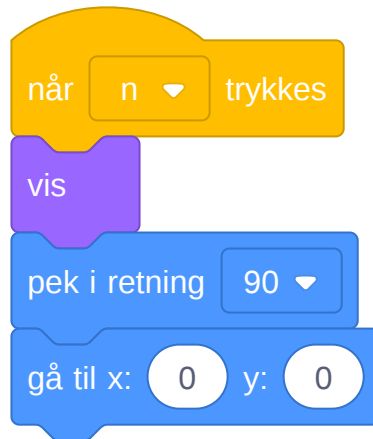 når n trykkes
vis
pek i retning 90
gå til x: 0 y: 0